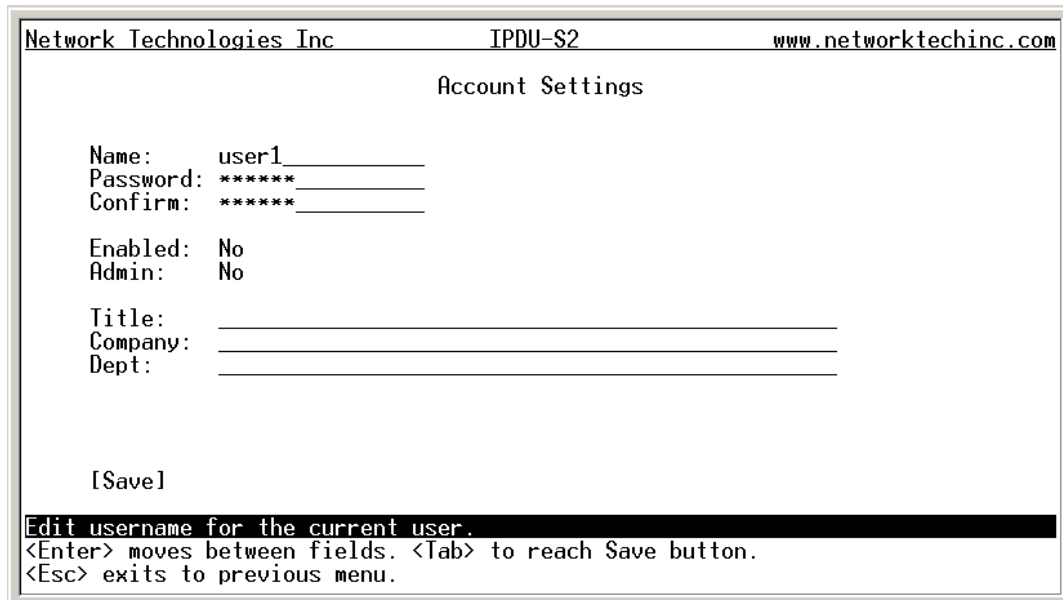 Network Technologies Inc IPDU-S2 www.networktechinc.com
Account Settings
Name: user1
Password: ******
Confirm: ******
Enabled: No
Admin: No
Title:
Company:
Dept:
[Save]
Edit username for the current user.
<Enter> moves between fields. <Tab> to reach Save button.
<Esc> exits to previous menu.